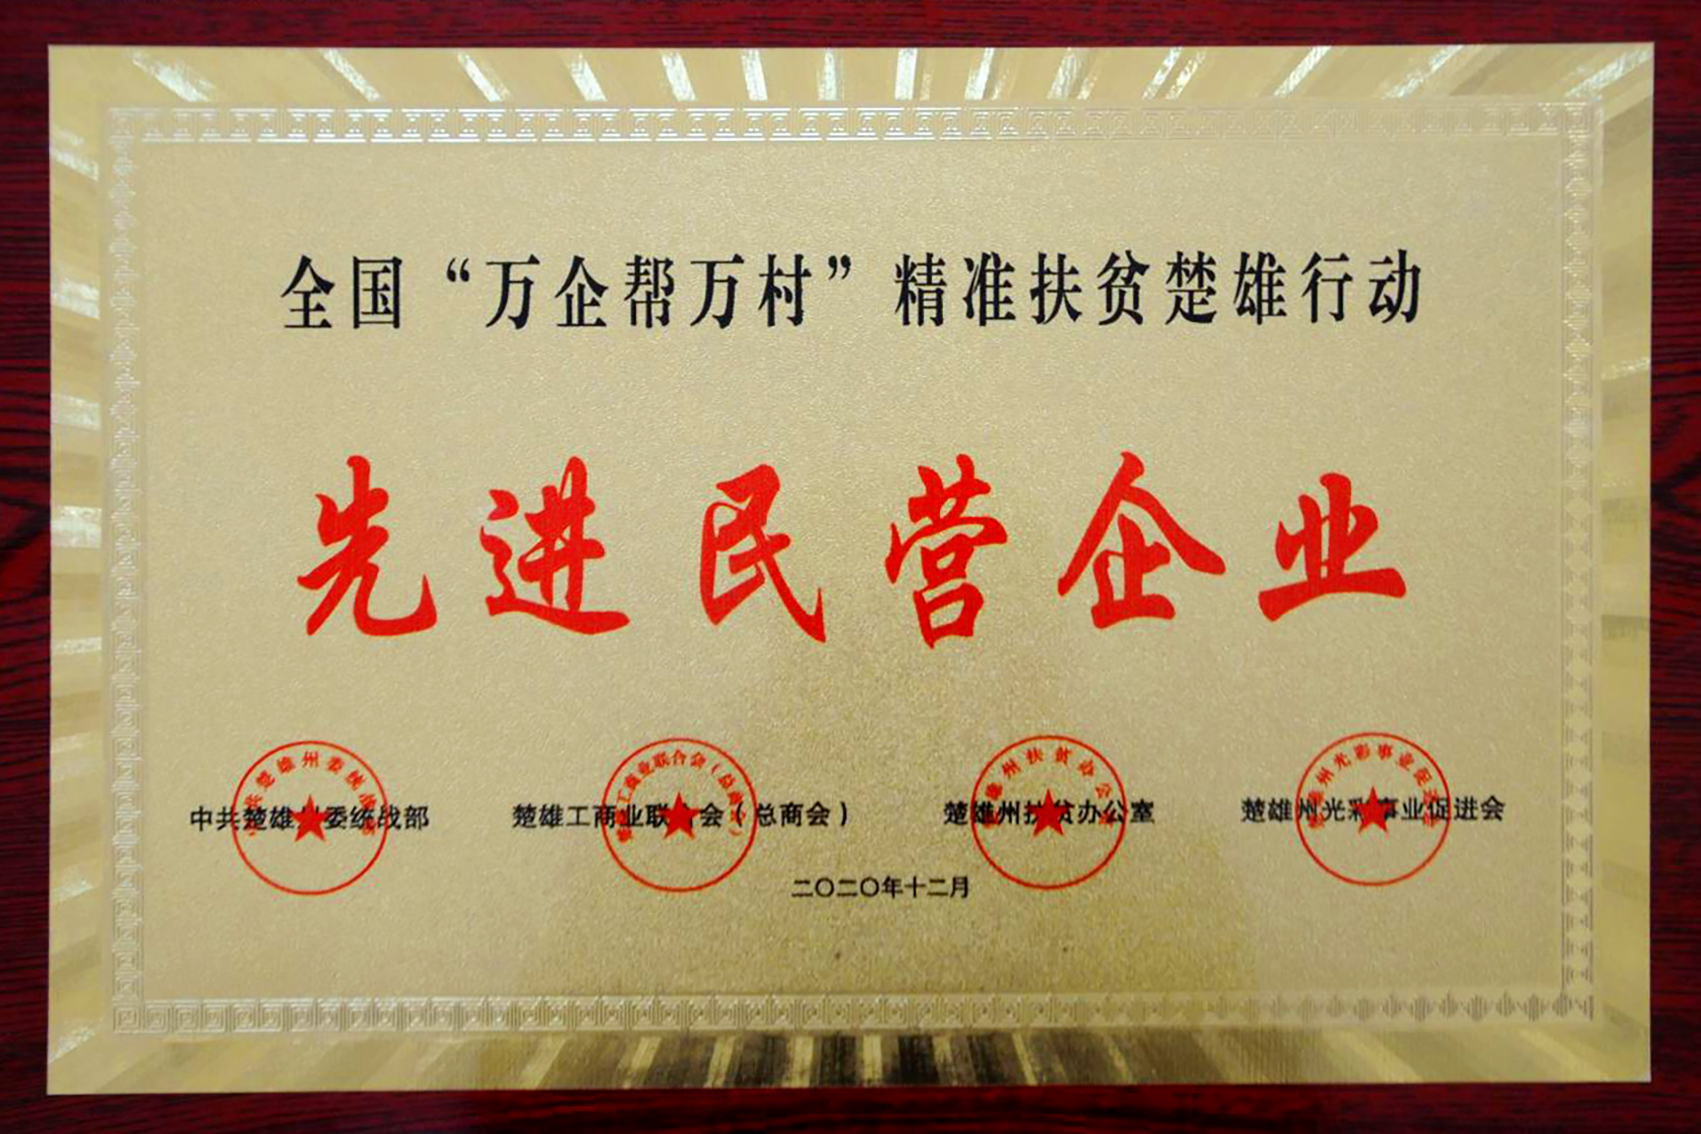 全国“万企帮万村”精准扶贫楚雄行动
先进民营企业
中共楚雄州委统战部 楚雄工商业联合会(总商会) 楚雄州扶贫办公室 楚雄州光彩事业促进会
二〇二〇年十二月